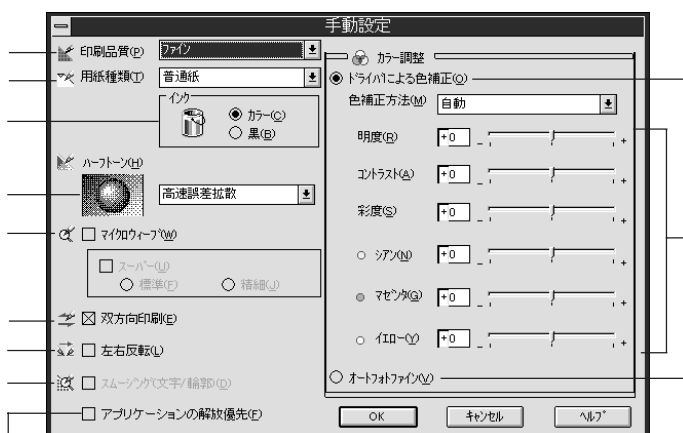 手動設定
印刷品質(P) ファイン
用紙種類(T) 普通紙
インク
カラー(C)
黒(B)
ハーフトーン(H)
高速誤差拡散
マイクロウィーブ(W)
スーパー(U)
標準(F) 精細(J)
双方向印刷(E)
左右反転(L)
スムージング(文字/輪郭)(D)
アプリケーションの解放優先(F)
カラー調整
ドライバによる色補正(O)
色補正方法(M) 自動
明度(R) +0 - +
コントラスト(A) +0 - +
彩度(S) +0 - +
シアン(N) +0 - +
マゼンタ(G) +0 - +
イエロー(Y) +0 - +
オートフォトファイン(V)
OK キャンセル ヘルプ